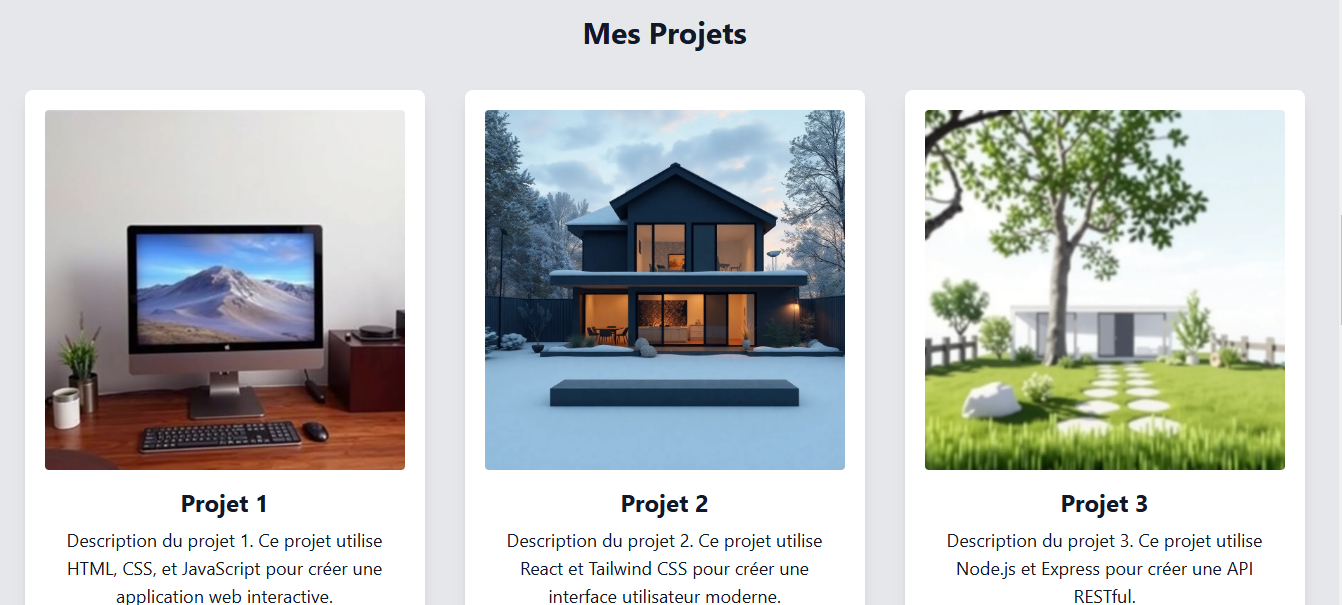 Mes Projets
Projet 1
Description du projet 1. Ce projet utilise
HTML, CSS, et JavaScript pour créer une
application web interactive.
Projet 2
Description du projet 2. Ce projet utilise
React et Tailwind CSS pour créer une
interface utilisateur moderne.
Projet 3
Description du projet 3. Ce projet utilise
Node.js et Express pour créer une API
RESTful.